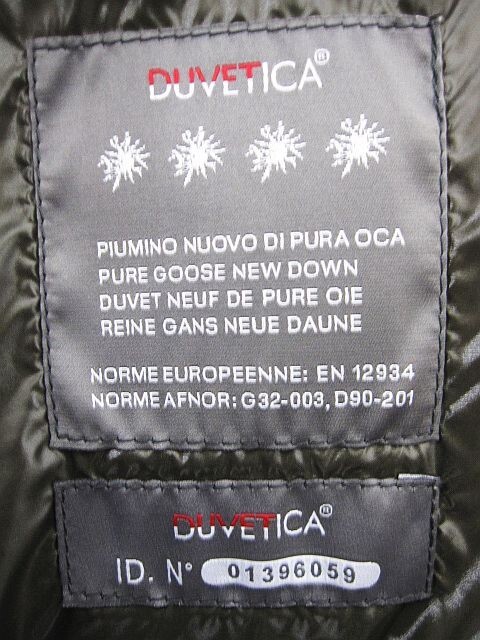 DUVETICA®
PIUMINO NUOVO DI PURA OCA
PURE GOOSE NEW DOWN
DUVET NEUF DE PURE OIE
REINE GANS NEUE DAUNE
NORME EUROPEENNE: EN 12934
NORME AFNOR: G32-003, D90-201
DUVETICA®
ID. N° 01396059